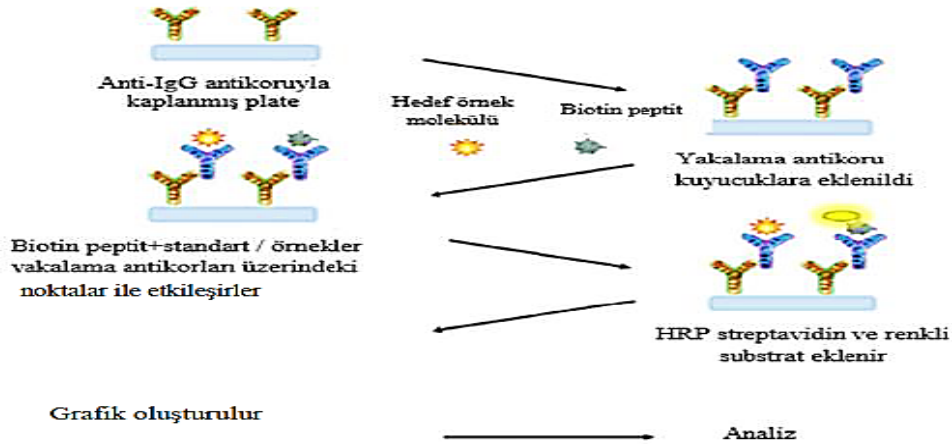 Anti-IgG antikoruyla
kaplanmış plate
Hedef örnek
molekülü
Biotin peptit
Yakalama antikoru
kuyucuklara eklenildi
Biotin peptit+standart / örnekler
yakalama antikorları üzerindeki
noktalar ile etkileşirler
HRP streptavidin ve renkli
substrat eklenir
Grafik oluşturulur
Analiz